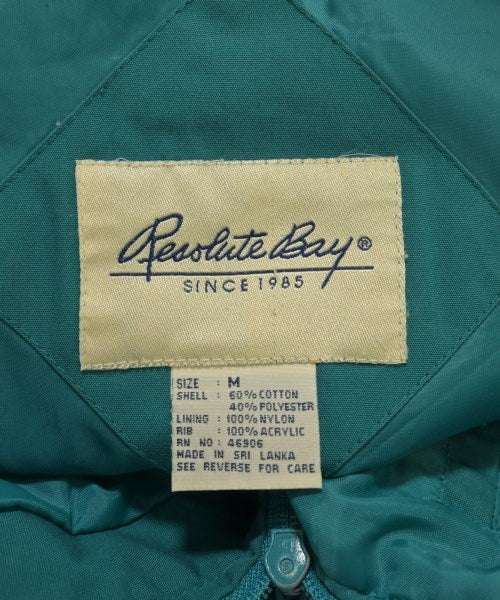 Resolute Bay®
SINCE 1985
SIZE : M
SHELL : 60% COTTON
40% POLYESTER
LINING : 100% NYLON
RIB : 100% ACRYLIC
RN NO : 46906
MADE IN SRI LANKA
SEE REVERSE FOR CARE